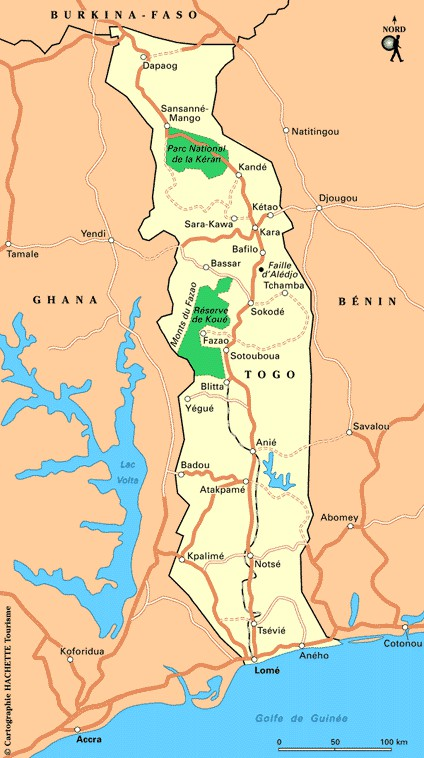 BURKINA-FASO
NORD
Dapaog
Sansanné-
Mango
Natitingou
Parc National
de la Kéran
Kandé
Kétao
Djougou
Sara-Kawa
Kara
Yendi
Bafilo
Tamale
Bassar
Faille
d'Alédjo
Tchamba
GHANA
Monts du Fazao
Réserve
de Koué
Sokodé
BÉNIN
Fazao
Sotouboua
TOGO
Blitta
Yégué
Savalou
Anié
Badou
Lac
Volta
Atakpamé
Abomey
Kpalimé
Notsé
Tsévié
Koforidua
Aného
Cotonou
Lomé
Golfe de Guinée
Accra
0 50 100 km
© Cartographie HACHETTE Tourisme